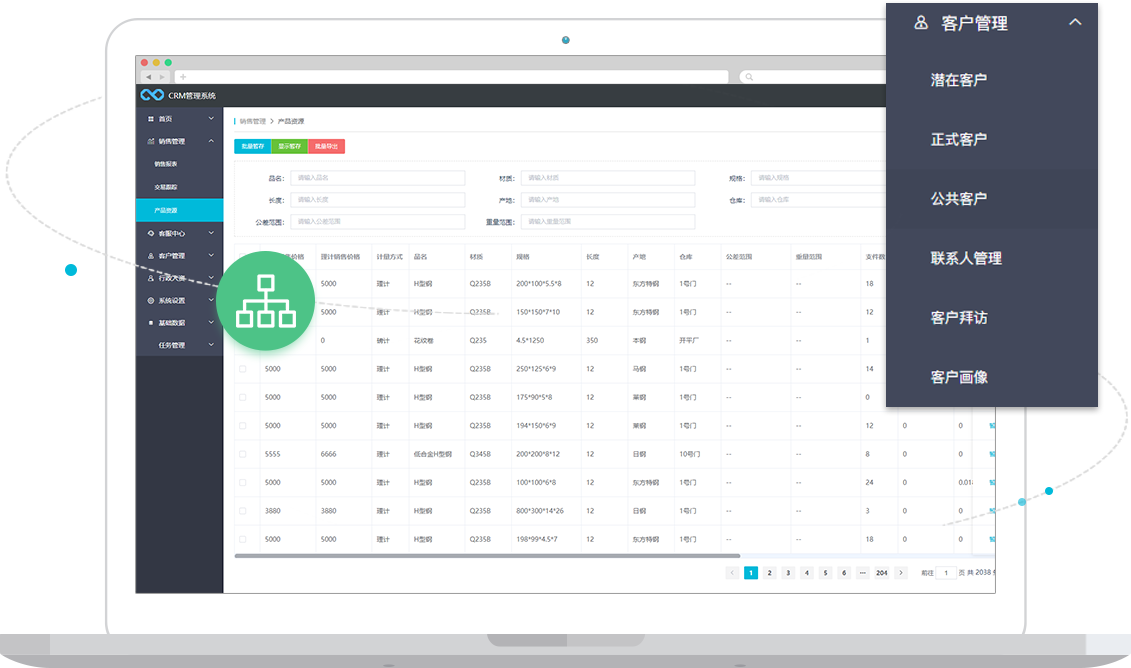 客户管理
潜在客户
正式客户
公共客户
联系人管理
客户拜访
客户画像
CRM管理系统
首页
销售管理
销售报表
交易跟踪
产品资源
客服中心
客户管理
行政人资
系统设置
基础数据
任务管理
销售管理 > 产品资源
批量暂存 显示暂存 批量导出
品名: 请输入品名 材质: 请输入材质 规格: 请输入规格
长度: 请输入长度 产地: 请输入产地 仓库: 请输入仓库
公差范围: 请输入公差范围 重量范围: 请输入重量范围
价格 理计销售价格 计量方式 品名 材质 规格 长度 产地 仓库 公差范围 重量范围 支件数
5000 理计 H型钢 Q235B 200*100*5.5*8 12 东方特钢 1号门 -- -- 18
5000 理计 H型钢 Q235B 150*150*7*10 12 东方特钢 1号门 -- -- 12
0 磅计 花纹卷 Q235 4.5*1250 350 本钢 开平厂 -- -- 1
5000 5000 理计 H型钢 Q235B 250*125*6*9 12 马钢 1号门 -- -- 14
5000 5000 理计 H型钢 Q235B 175*90*5*8 12 莱钢 1号门 -- -- 0
5000 5000 理计 H型钢 Q235B 194*150*6*9 12 莱钢 1号门 -- -- 12 0 0
5555 6666 理计 低合金H型钢 Q345B 200*200*8*12 12 日钢 10号门 -- -- 8 0 0
5000 5000 理计 H型钢 Q235B 100*100*6*8 12 东方特钢 1号门 -- -- 24 0 0.01
3880 3880 理计 H型钢 Q235B 800*300*14*26 12 日钢 1号门 -- -- 3 0 0
5000 5000 理计 H型钢 Q235B 198*99*4.5*7 12 东方特钢 1号门 -- -- 18 0 0
< 1 2 3 4 5 6 ··· 204 > 前往 1 页 共 2038